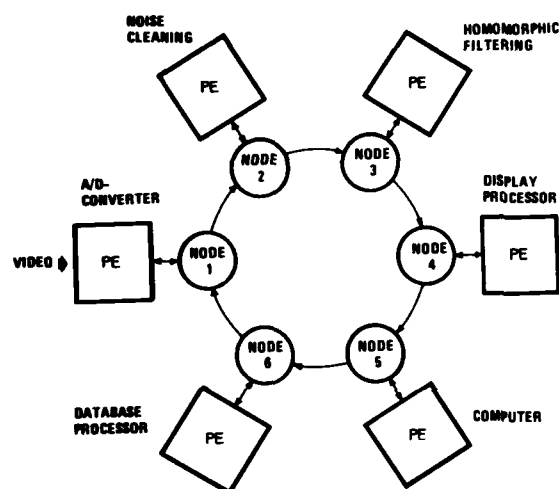 NOISE
CLEANING
HOMOMORPHIC
FILTERING
PE
PE
NODE
2
NODE
3
A/D-
CONVERTER
DISPLAY
PROCESSOR
VIDEO
PE
NODE
1
NODE
4
PE
NODE
6
NODE
5
DATABASE
PROCESSOR
COMPUTER
PE
PE